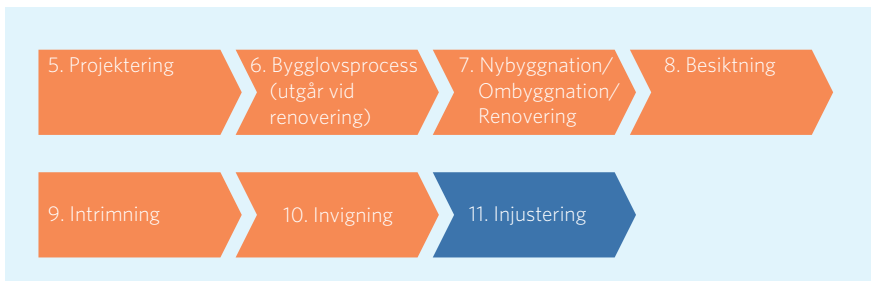 5. Projektering
6. Bygglovsprocess
(utgår vid
renovering)
7. Nybyggnation/
Ombyggnation/
Renovering
8. Besiktning
9. Intrimning
10. Invigning
11. Injustering